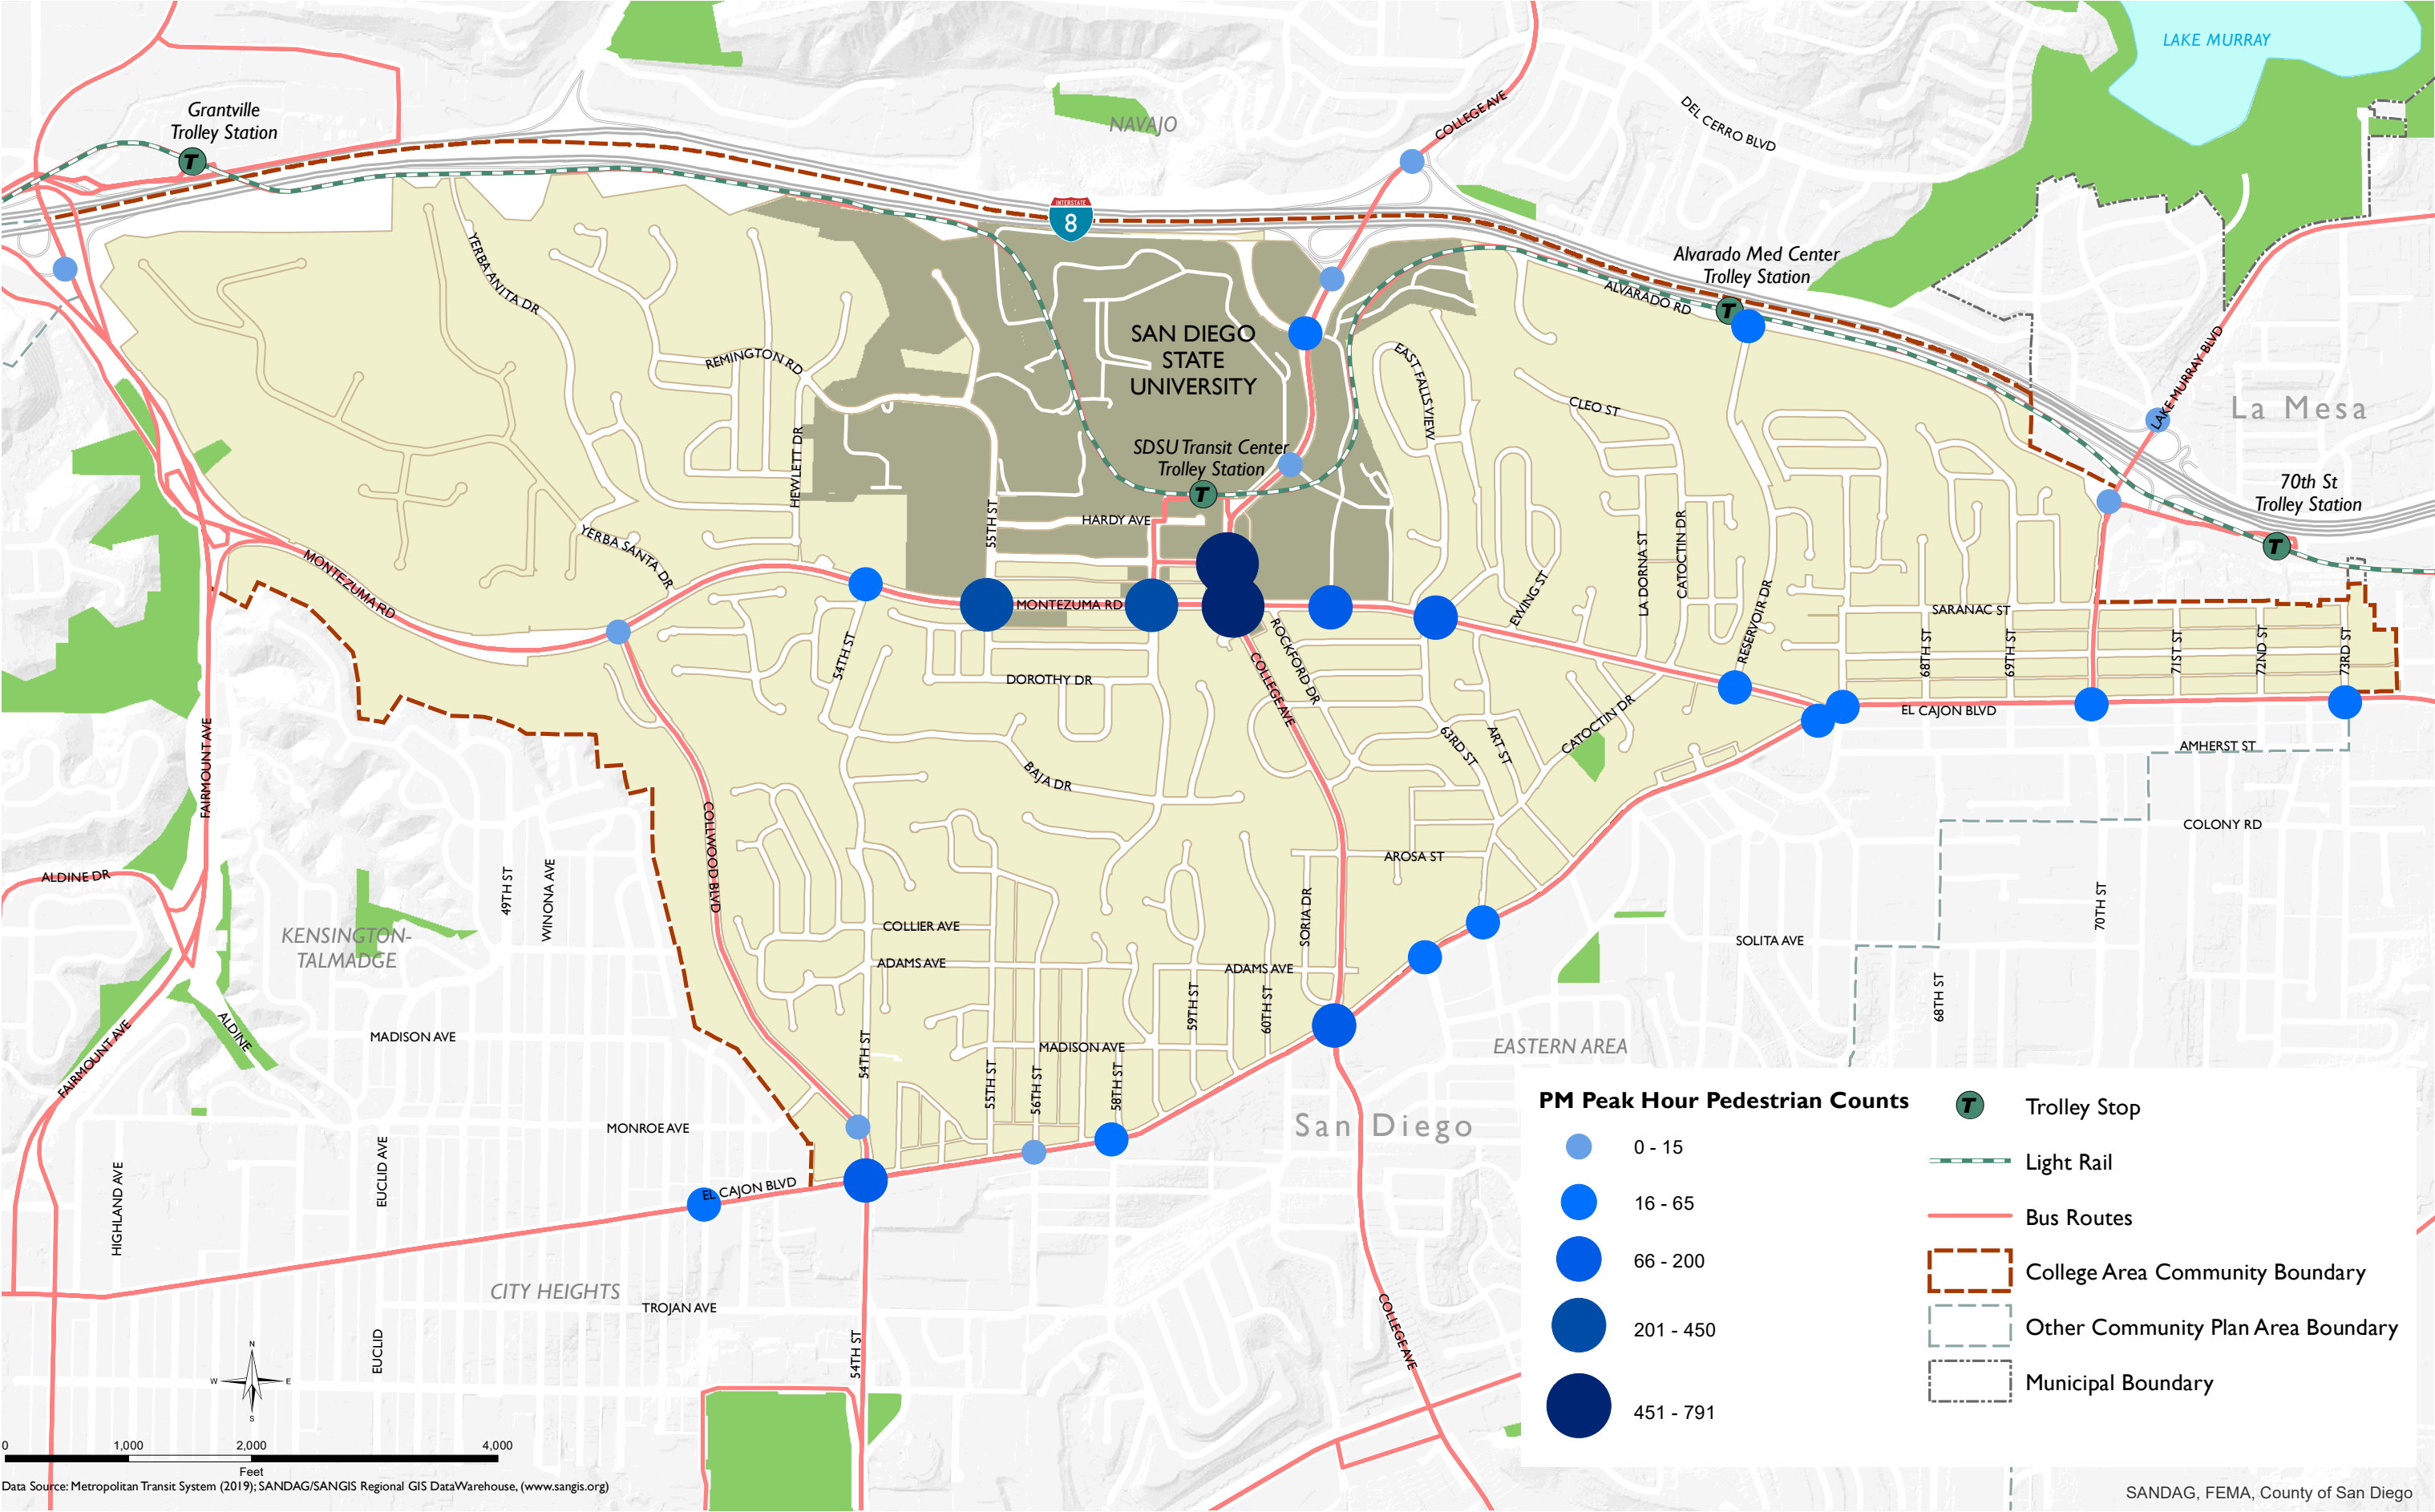 LAKE MURRAY
Grantville
Trolley Station
NAVAJO
COLLEGE AVE
DEL CERRO BLVD
INTERSTATE
8
T
YERBA ANITA DR
Alvarado Med Center
Trolley Station
T
ALVARADO RD
SAN DIEGO
STATE
UNIVERSITY
REMINGTON RD
EAST FALLS VIEW
CLEO ST
LAKE MURRAY BLVD
La Mesa
HEWLETT DR
SDSU Transit Center
Trolley Station
T
70th St
Trolley Station
T
55TH ST
HARDY AVE
YERBA SANTA DR
MONTEZUMA RD
MONTEZUMA RD
EWING ST
LA DORNA ST
CATOCTIN DR
RESERVOIR DR
SARANAC ST
68TH ST
69TH ST
71ST ST
72ND ST
73RD ST
54TH ST
DOROTHY DR
COLLEGE AVE
ROCKFORD DR
63RD ST
ART ST
CATOCTIN DR
EL CAJON BLVD
AMHERST ST
FAIRMOUNT AVE
BAJA DR
COLLWOOD BLVD
COLONY RD
ALDINE DR
49TH ST
WINONA AVE
AROSA ST
KENSINGTON-
TALMADGE
COLLIER AVE
SORIA DR
SOLITA AVE
70TH ST
ADAMS AVE
ADAMS AVE
59TH ST
60TH ST
68TH ST
ALDINE
FAIRMOUNT AVE
MADISON AVE
54TH ST
MADISON AVE
55TH ST
56TH ST
58TH ST
EASTERN AREA
San Diego
MONROE AVE
HIGHLAND AVE
EUCLID AVE
EL CAJON BLVD
CITY HEIGHTS
TROJAN AVE
EUCLID
54TH ST
COLLEGE AVE
PM Peak Hour Pedestrian Counts
0 - 15
16 - 65
66 - 200
201 - 450
451 - 791
T
Trolley Stop
Light Rail
Bus Routes
College Area Community Boundary
Other Community Plan Area Boundary
Municipal Boundary
N
W
E
S
0 1,000 2,000 4,000
Feet
Data Source: Metropolitan Transit System (2019); SANDAG/SANGIS Regional GIS DataWarehouse, (www.sangis.org)
SANDAG, FEMA, County of San Diego